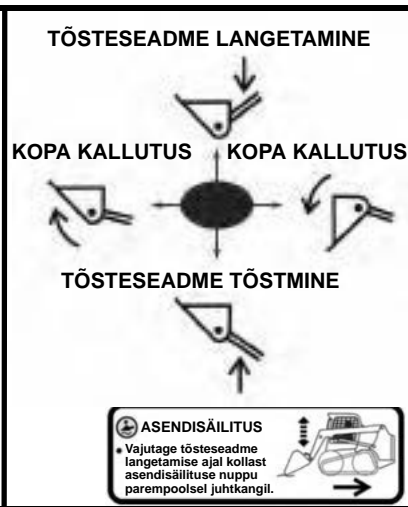 TÕSTESEADME LANGETAMINE
KOPA KALLUTUS KOPA KALLUTUS
TÕSTESEADME TÕSTMINE
ASENDISÄILITUS
• Vajutage tõsteseadme
langetamise ajal kollast
asendisäilituse nuppu
parempoolsel juhtkangil.